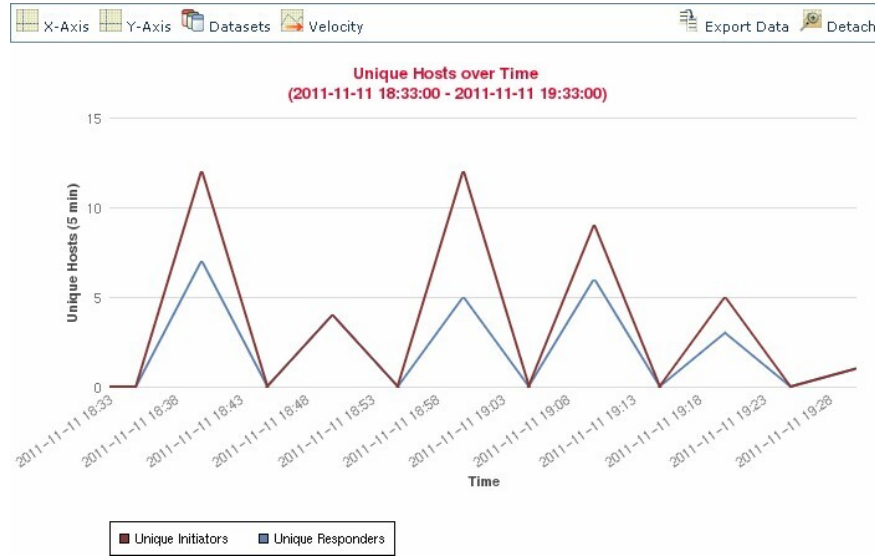 X-Axis Y-Axis Datasets Velocity Export Data Detach
Unique Hosts over Time
(2011-11-11 18:33:00 - 2011-11-11 19:33:00)
Unique Hosts (5 min)
15
10
5
0
2011-11-11 18:33
2011-11-11 18:38
2011-11-11 18:43
2011-11-11 18:48
2011-11-11 18:53
2011-11-11 18:58
2011-11-11 19:03
2011-11-11 19:08
2011-11-11 19:13
2011-11-11 19:18
2011-11-11 19:23
2011-11-11 19:28
Time
Unique Initiators Unique Responders